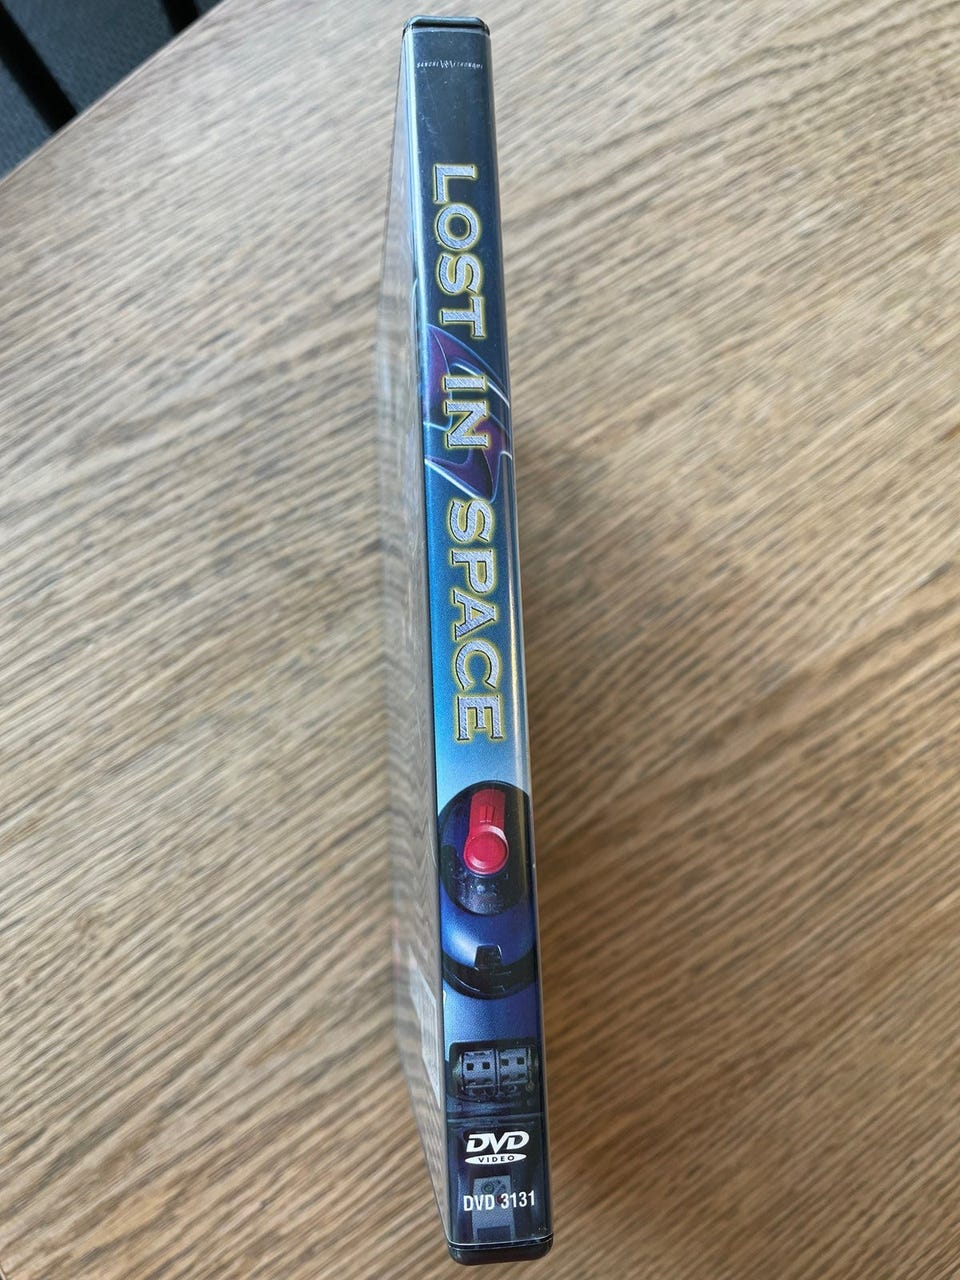 LOST IN SPACE
DVD
VIDEO
DVD 3131